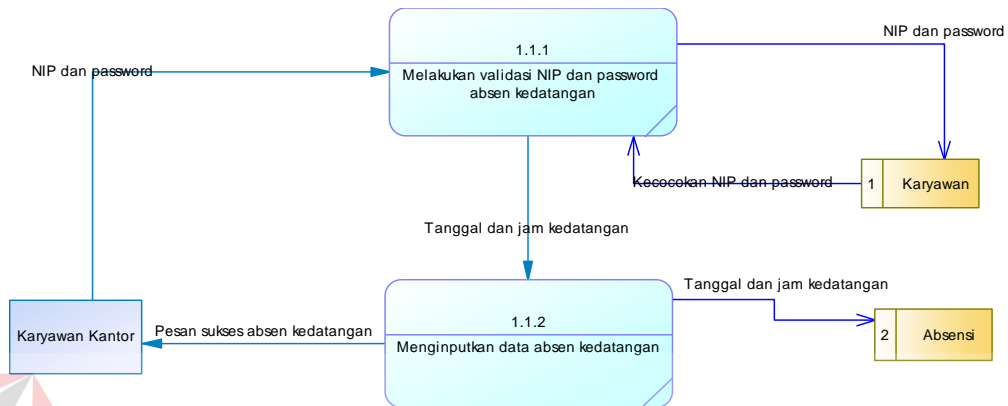 NIP dan password
1.1.1
Melakukan validasi NIP dan password
absen kedatangan
NIP dan password
Kecocokan NIP dan password
1
Karyawan
Tanggal dan jam kedatangan
Karyawan Kantor
Pesan sukses absen kedatangan
1.1.2
Menginputkan data absen kedatangan
Tanggal dan jam kedatangan
2
Absensi